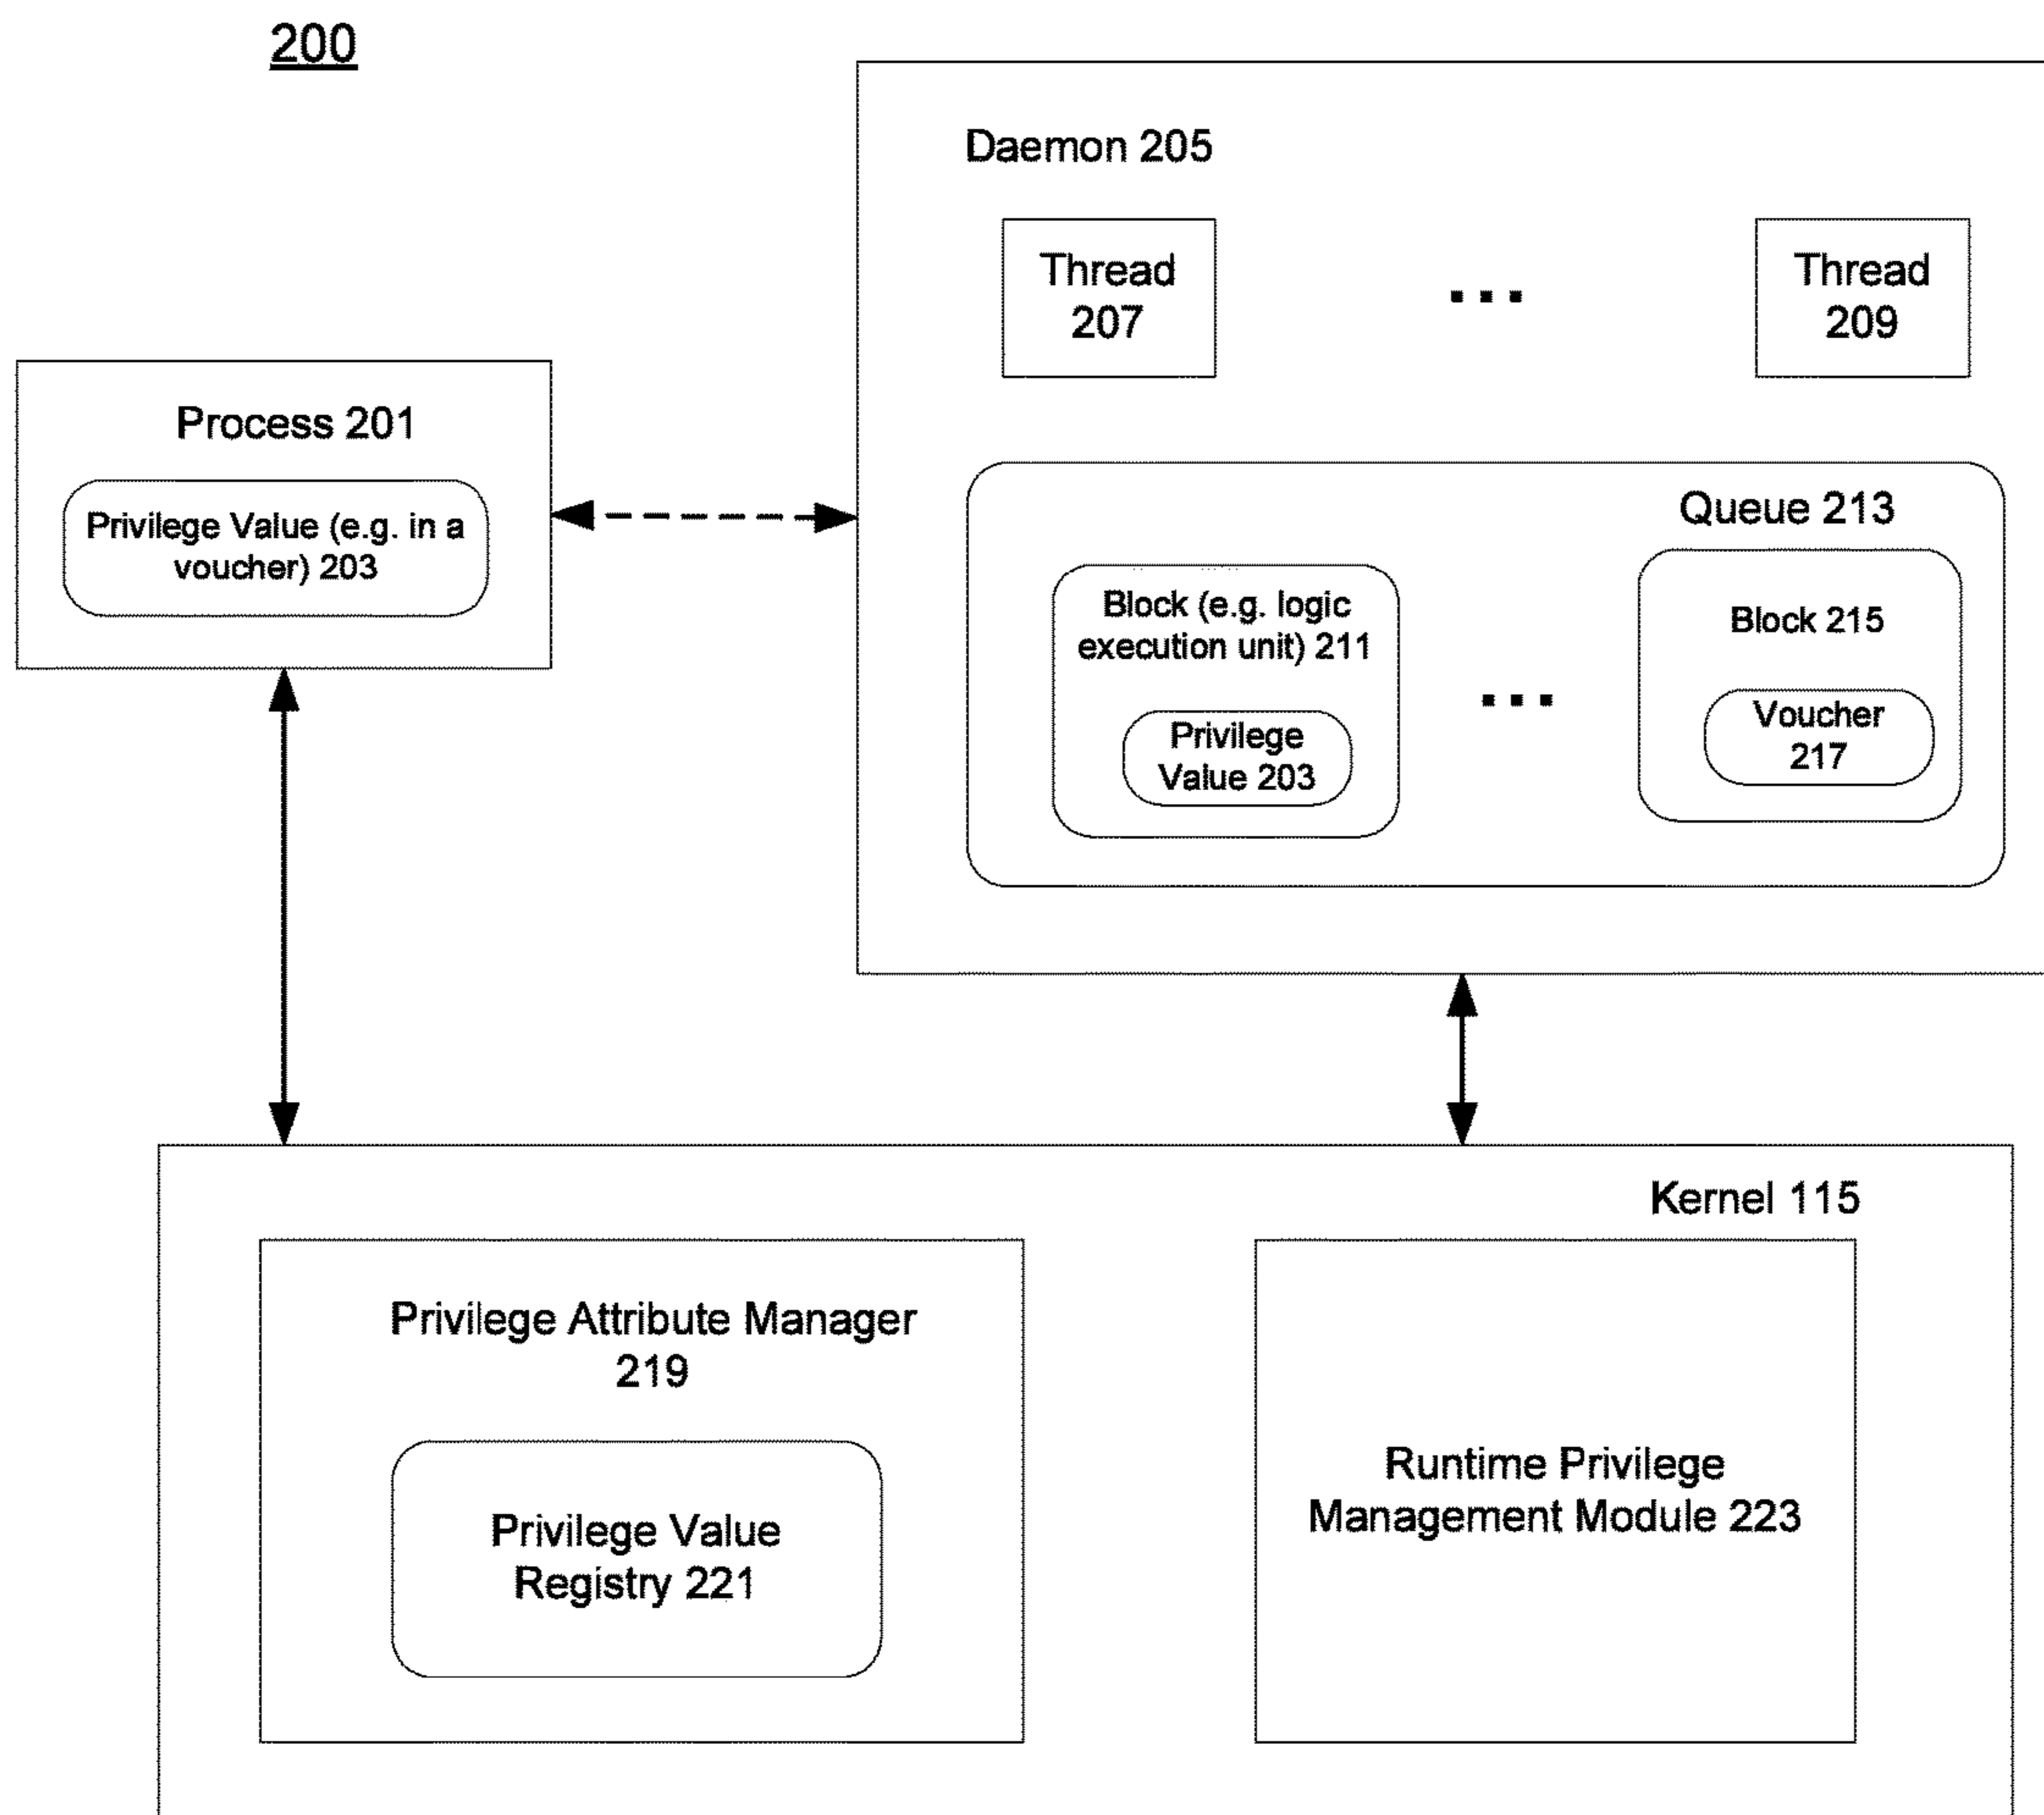 200
Daemon 205
Thread
207
...
Thread
209
Process 201
Privilege Value (e.g. in a
voucher) 203
Queue 213
Block (e.g. logic
execution unit) 211
Privilege
Value 203
...
Block 215
Voucher
217
Kernel 115
Privilege Attribute Manager
219
Privilege Value
Registry 221
Runtime Privilege
Management Module 223